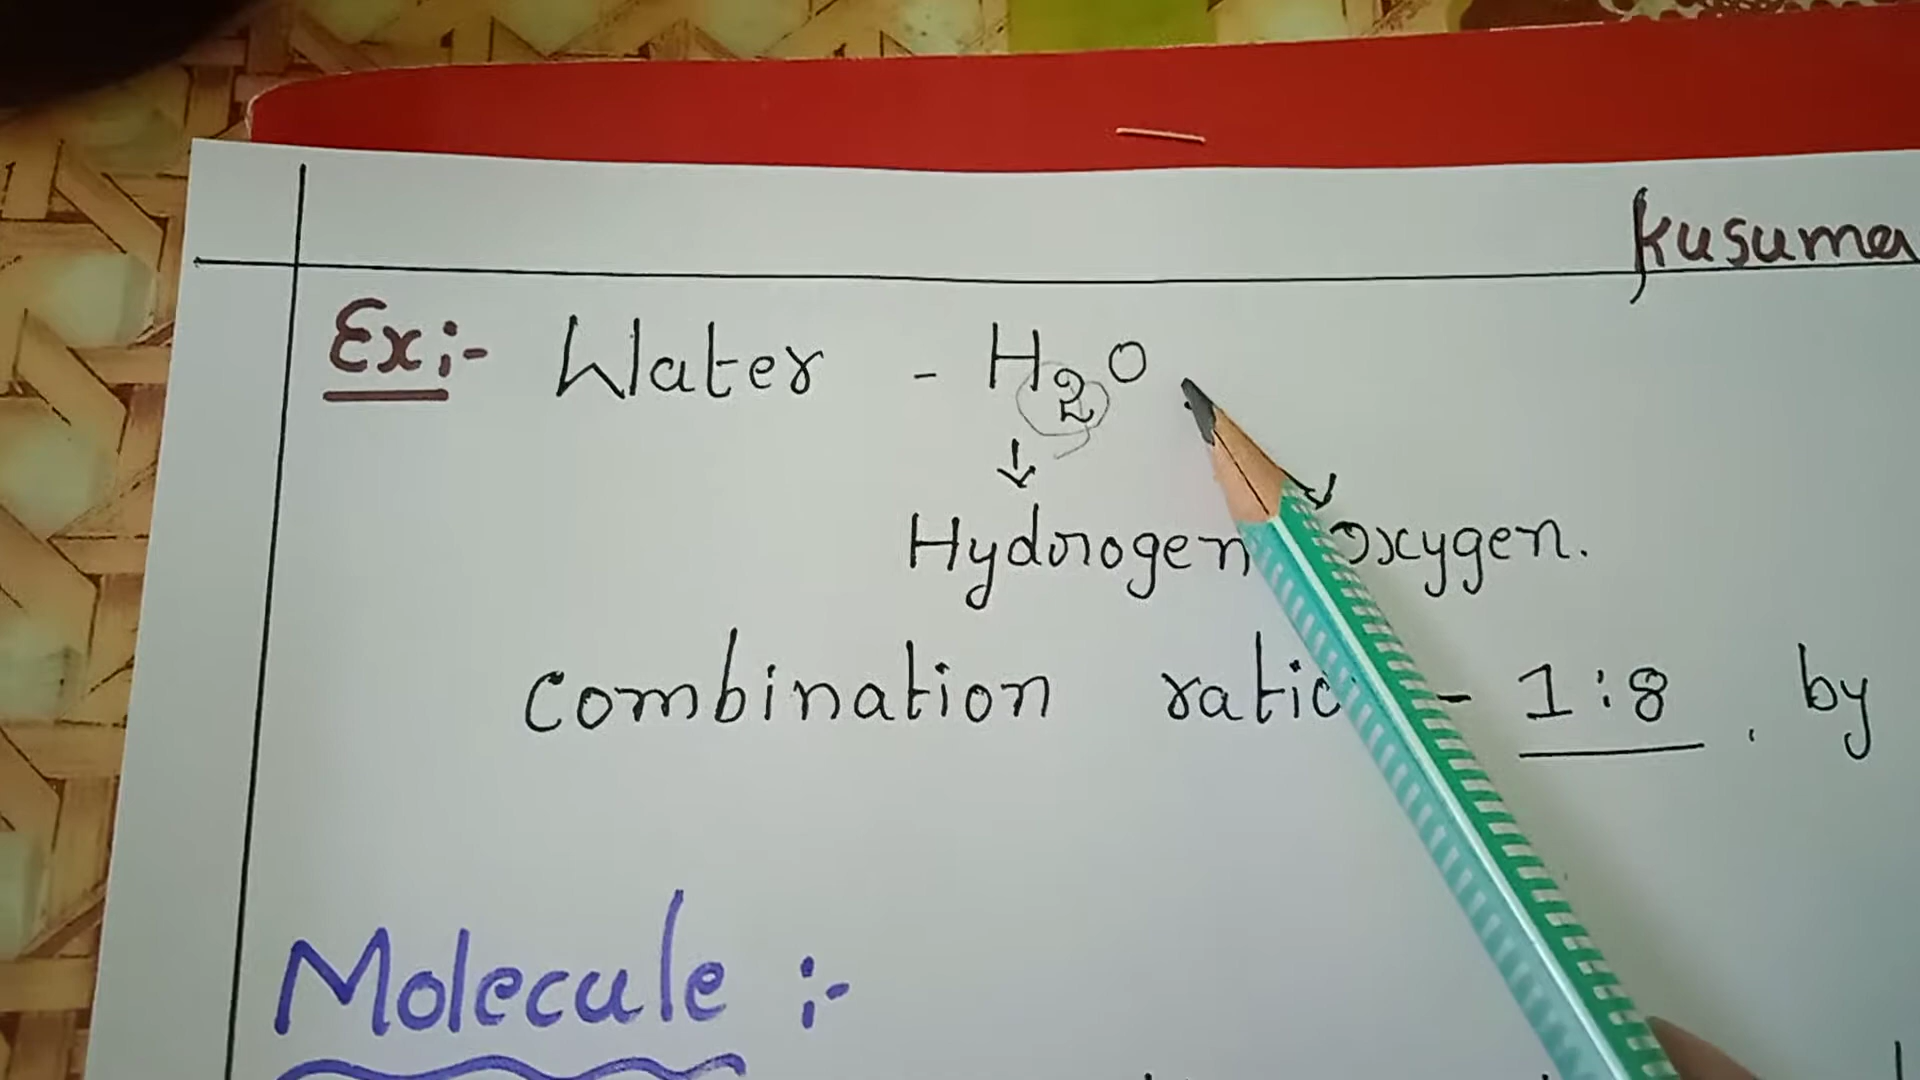 kusuma
Ex:- Water - H₂O
↓ ↘
Hydrogen oxygen.
combination ratio - 1:8 . by
Molecule :-